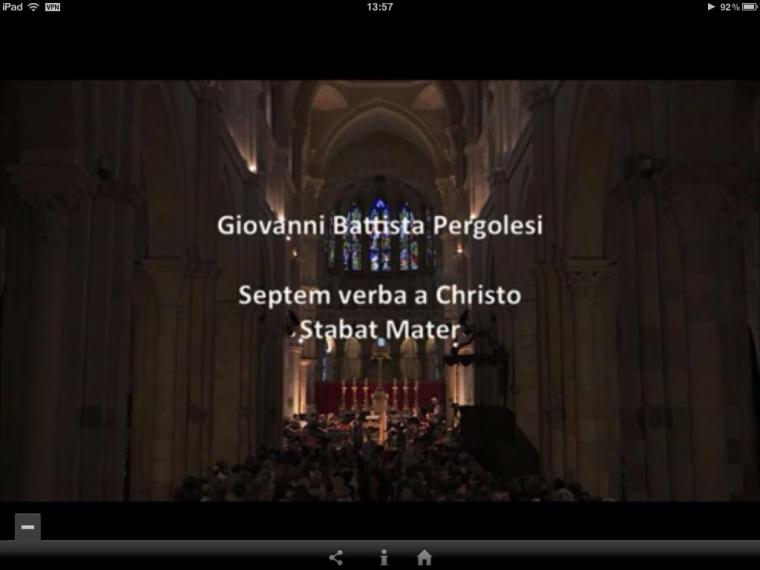 iPad VPN 13:57 92%
Giovanni Battista Pergolesi
Septem verba a Christo
Stabat Mater